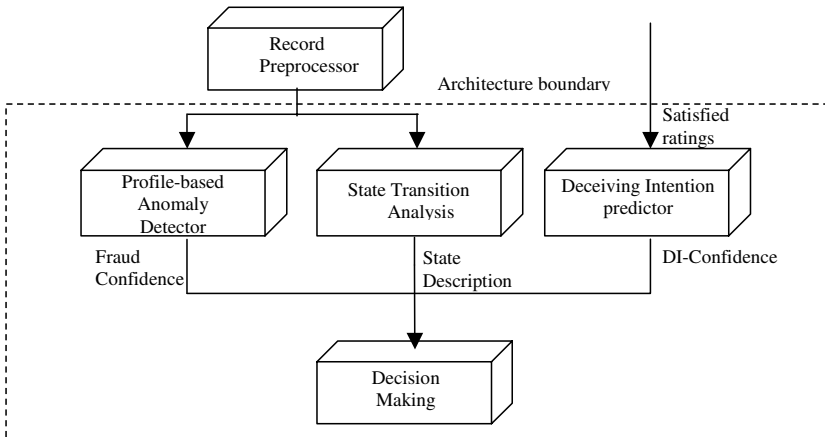 Record
Preprocessor
Architecture boundary
Satisfied
ratings
Profile-based
Anomaly
Detector
State Transition
Analysis
Deceiving Intention
predictor
Fraud
Confidence
State
Description
DI-Confidence
Decision
Making